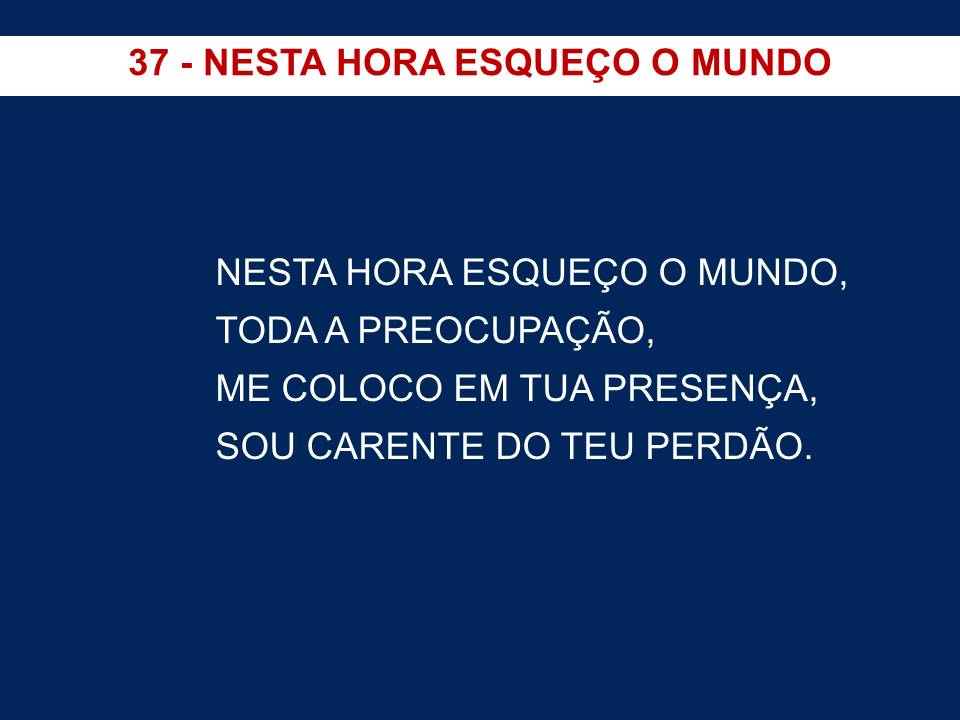 37 - NESTA HORA ESQUEÇO O MUNDO
NESTA HORA ESQUEÇO O MUNDO,
TODA A PREOCUPAÇÃO,
ME COLOCO EM TUA PRESENÇA,
SOU CARENTE DO TEU PERDÃO.